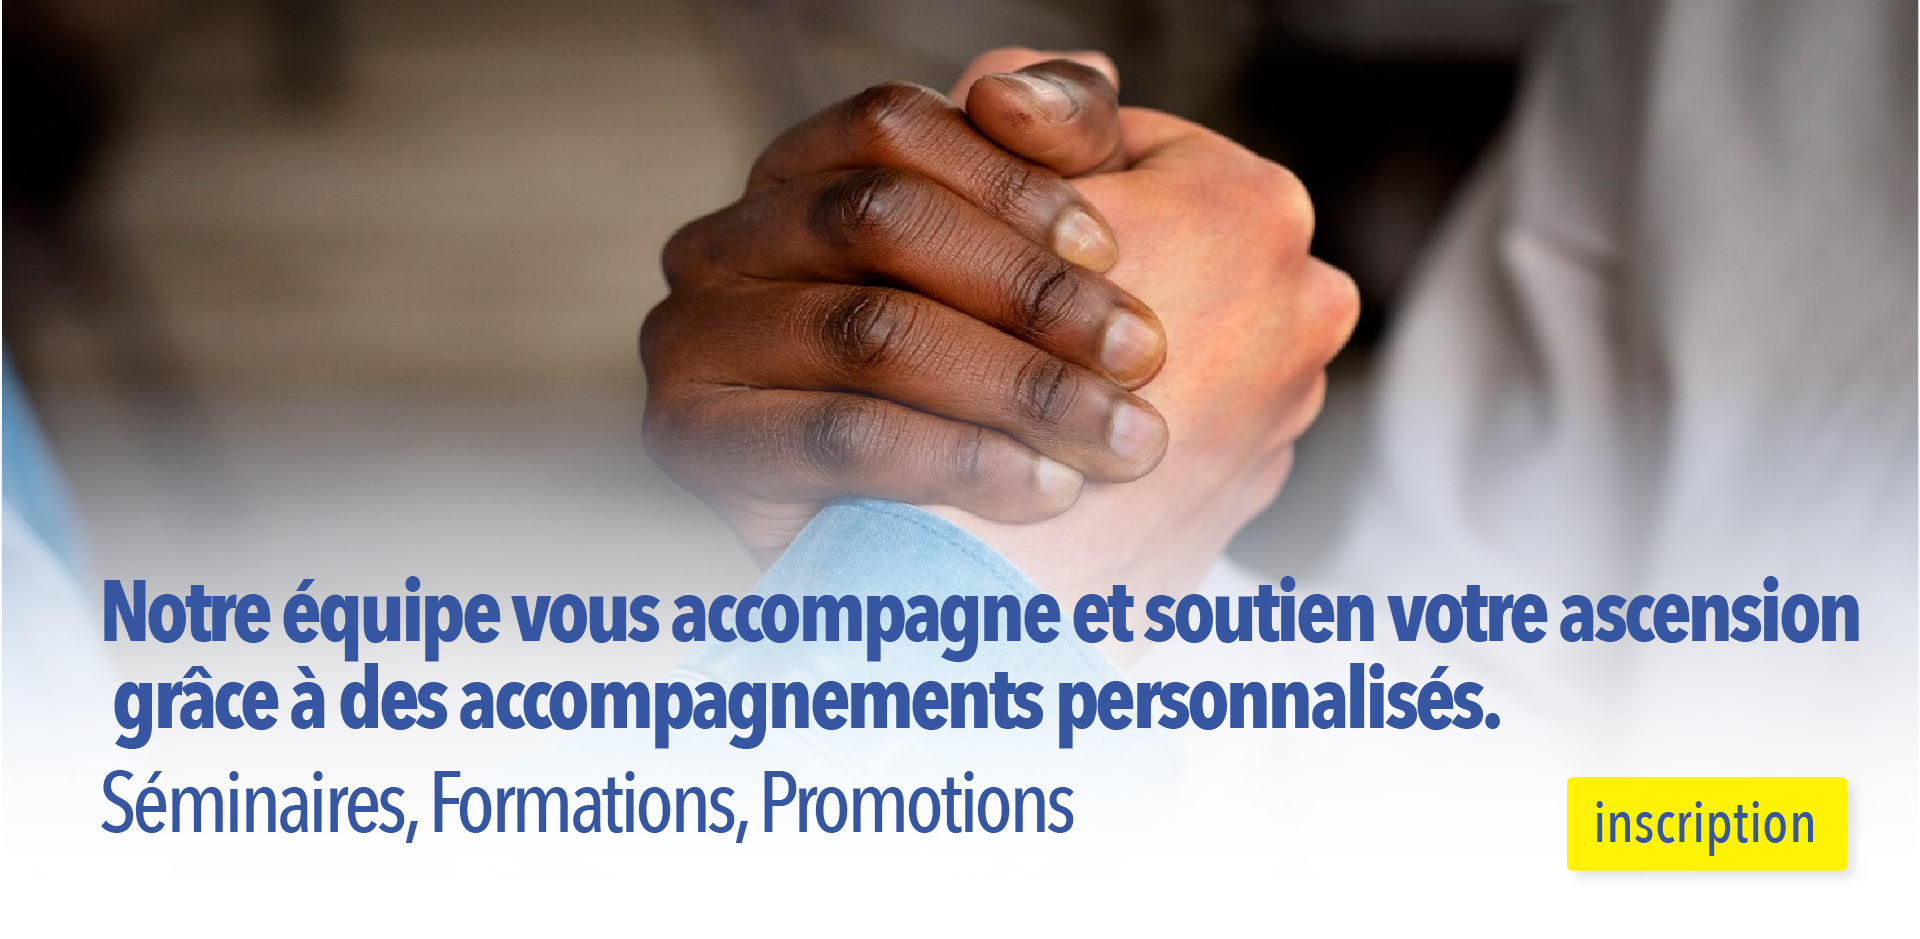 Notre équipe vous accompagne et soutien votre ascension
grâce à des accompagnements personnalisés.
Séminaires, Formations, Promotions
inscription